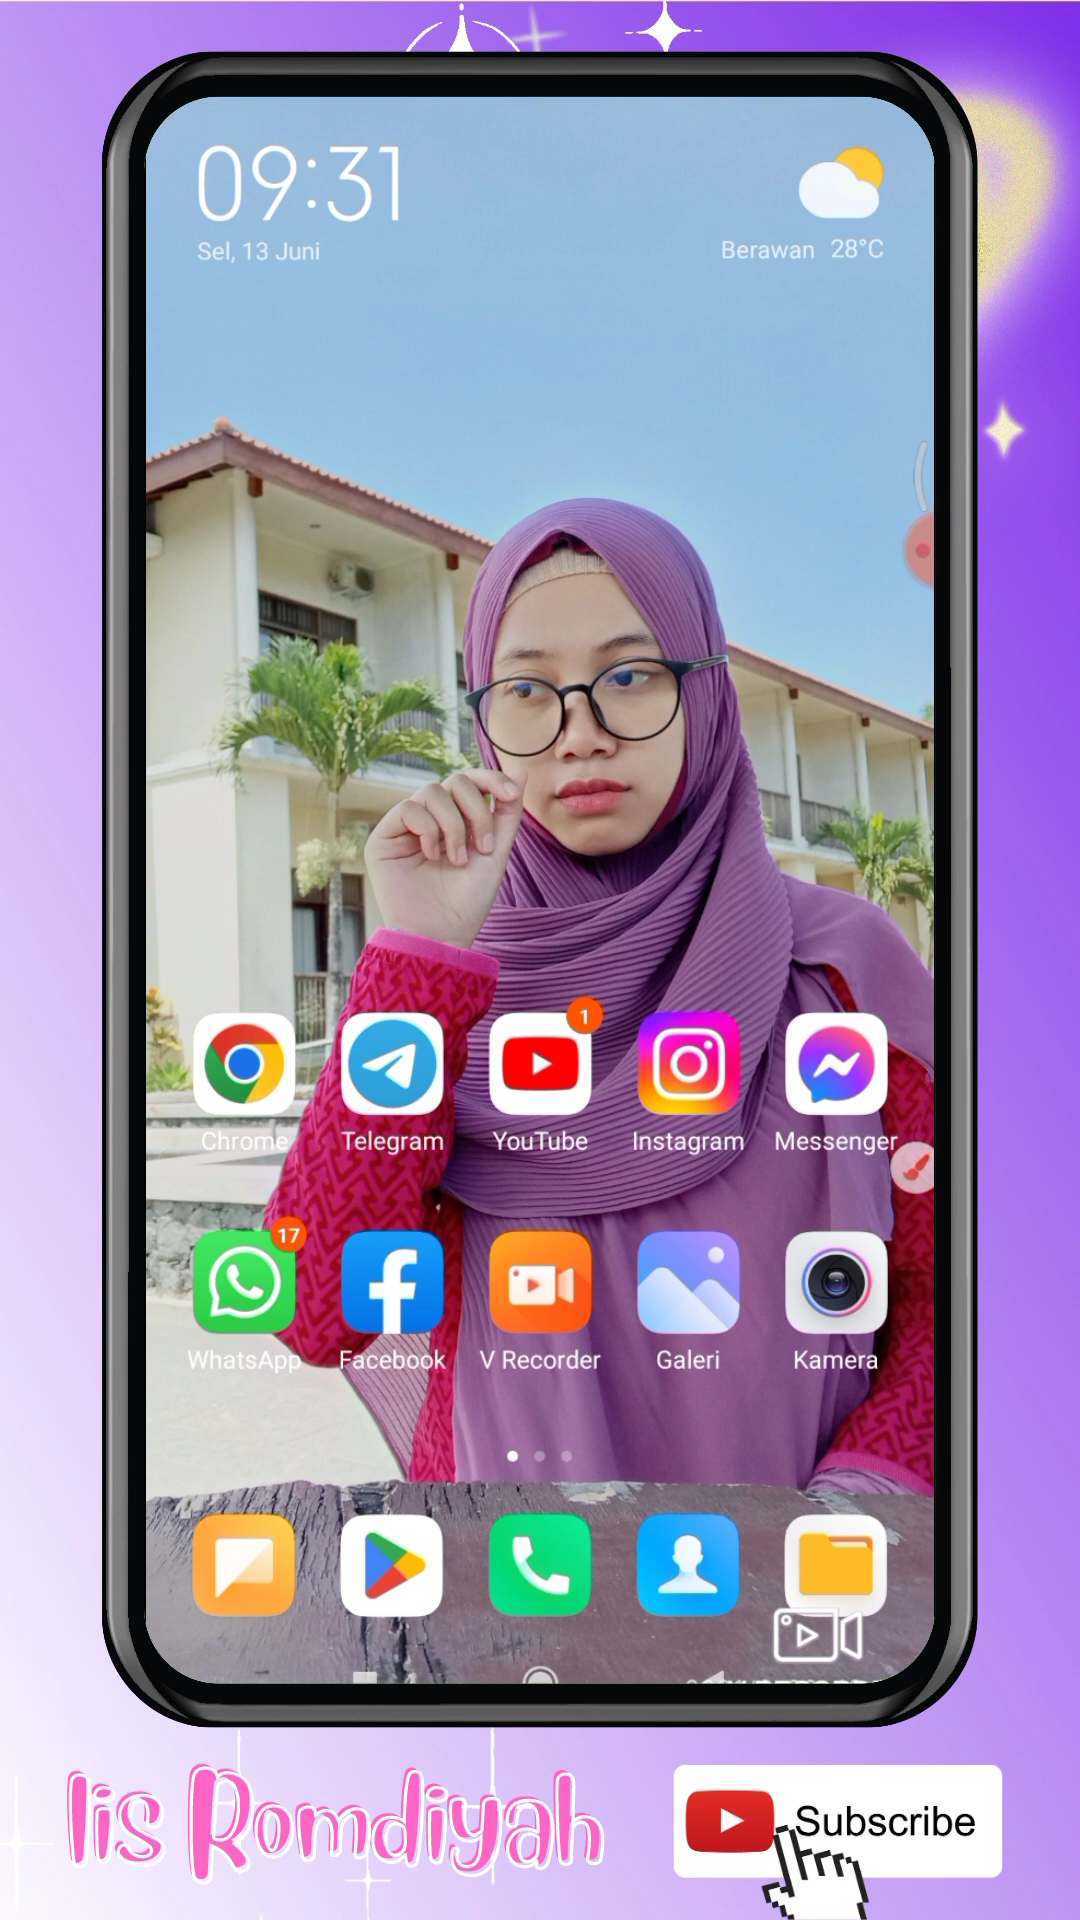 09:31
Sel, 13 Juni
Berawan 28°C
1
Chrome Telegram YouTube Instagram Messenger
17
WhatsApp Facebook V Recorder Galeri Kamera
Iis Romdiyah
Subscribe